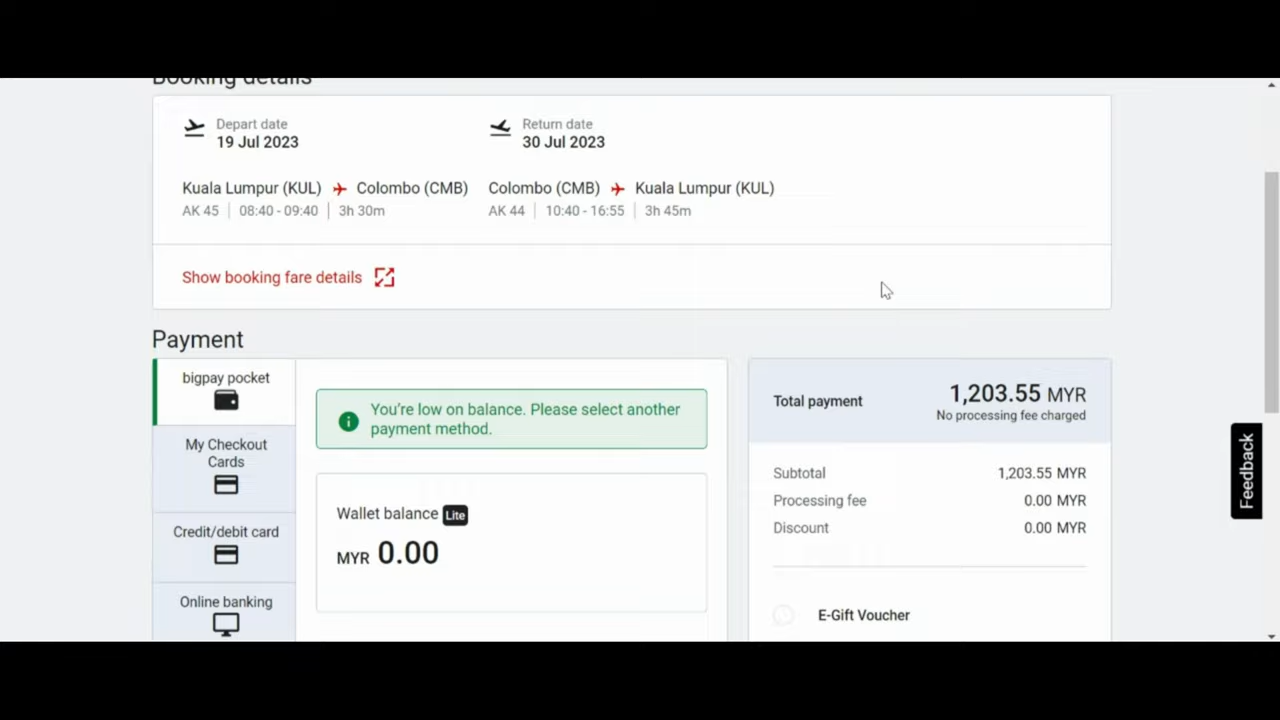 Booking details
Depart date
19 Jul 2023
Return date
30 Jul 2023
Kuala Lumpur (KUL) Colombo (CMB)
AK 45 | 08:40 - 09:40 | 3h 30m
Colombo (CMB) Kuala Lumpur (KUL)
AK 44 | 10:40 - 16:55 | 3h 45m
Show booking fare details
Payment
bigpay pocket
My Checkout
Cards
Credit/debit card
Online banking
You're low on balance. Please select another
payment method.
Wallet balance Lite
MYR 0.00
Total payment
1,203.55 MYR
No processing fee charged
Subtotal 1,203.55 MYR
Processing fee 0.00 MYR
Discount 0.00 MYR
E-Gift Voucher
Feedback